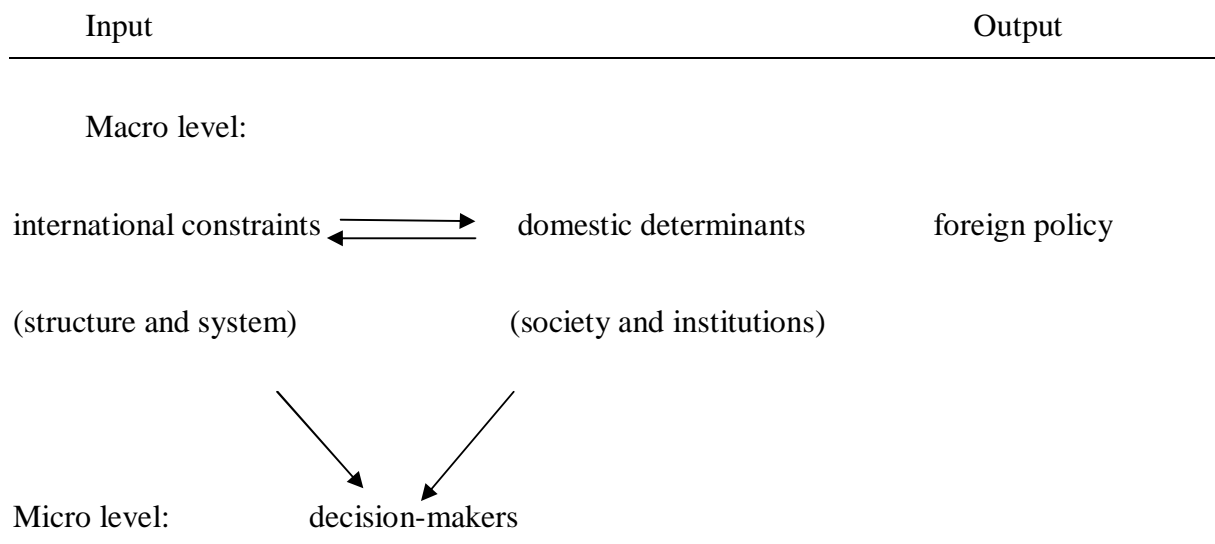 Input Output
Macro level:
international constraints domestic determinants foreign policy
(structure and system) (society and institutions)
Micro level: decision-makers